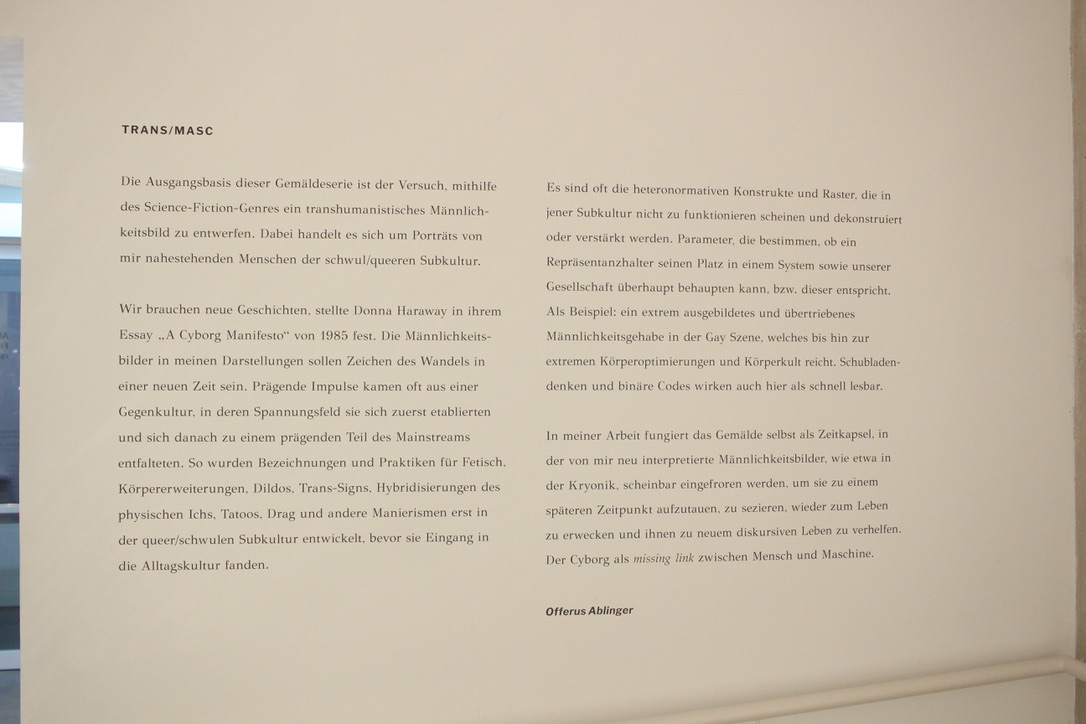 TRANS/MASC
Die Ausgangsbasis dieser Gemäldeserie ist der Versuch, mithilfe
des Science-Fiction-Genres ein transhumanistisches Männlich-
keitsbild zu entwerfen. Dabei handelt es sich um Porträts von
mir nahestehenden Menschen der schwul/queeren Subkultur.
Wir brauchen neue Geschichten, stellte Donna Haraway in ihrem
Essay „A Cyborg Manifesto“ von 1985 fest. Die Männlichkeits-
bilder in meinen Darstellungen sollen Zeichen des Wandels in
einer neuen Zeit sein. Prägende Impulse kamen oft aus einer
Gegenkultur, in deren Spannungsfeld sie sich zuerst etablierten
und sich danach zu einem prägenden Teil des Mainstreams
entfalteten. So wurden Bezeichnungen und Praktiken für Fetisch,
Körpererweiterungen, Dildos, Trans-Signs, Hybridisierungen des
physischen Ichs, Tatoos, Drag und andere Manierismen erst in
der queer/schwulen Subkultur entwickelt, bevor sie Eingang in
die Alltagskultur fanden.
Es sind oft die heteronormativen Konstrukte und Raster, die in
jener Subkultur nicht zu funktionieren scheinen und dekonstruiert
oder verstärkt werden. Parameter, die bestimmen, ob ein
Repräsentanzhalter seinen Platz in einem System sowie unserer
Gesellschaft überhaupt behaupten kann, bzw. dieser entspricht.
Als Beispiel: ein extrem ausgebildetes und übertriebenes
Männlichkeitsgehabe in der Gay Szene, welches bis hin zur
extremen Körperoptimierungen und Körperkult reicht. Schubladen-
denken und binäre Codes wirken auch hier als schnell lesbar.
In meiner Arbeit fungiert das Gemälde selbst als Zeitkapsel, in
der von mir neu interpretierte Männlichkeitsbilder, wie etwa in
der Kryonik, scheinbar eingefroren werden, um sie zu einem
späteren Zeitpunkt aufzutauen, zu sezieren, wieder zum Leben
zu erwecken und ihnen zu neuem diskursiven Leben zu verhelfen.
Der Cyborg als missing link zwischen Mensch und Maschine.
Offerus Ablinger